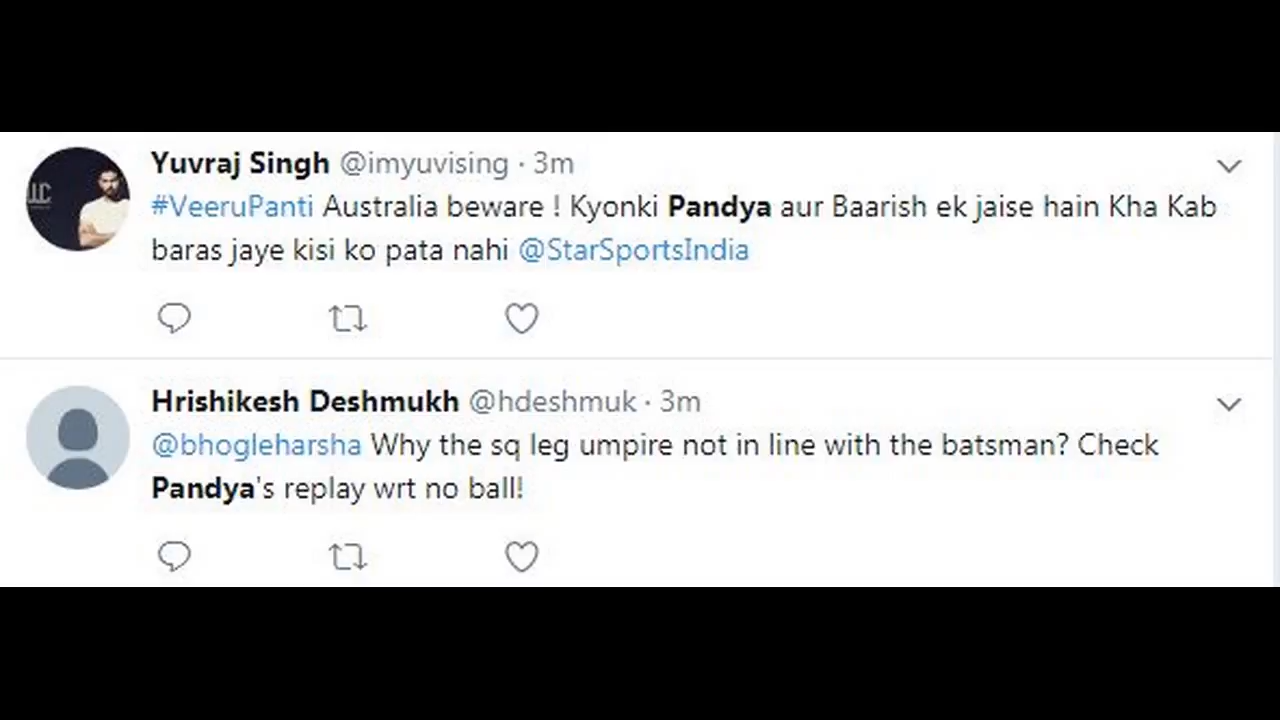 Yuvraj Singh @imyuvising · 3m
#VeeruPanti Australia beware ! Kyonki Pandya aur Baarish ek jaise hain Kha Kab
baras jaye kisi ko pata nahi @StarSportsIndia
Hrishikesh Deshmukh @hdeshmuk · 3m
@bhogleharsha Why the sq leg umpire not in line with the batsman? Check
Pandya's replay wrt no ball!